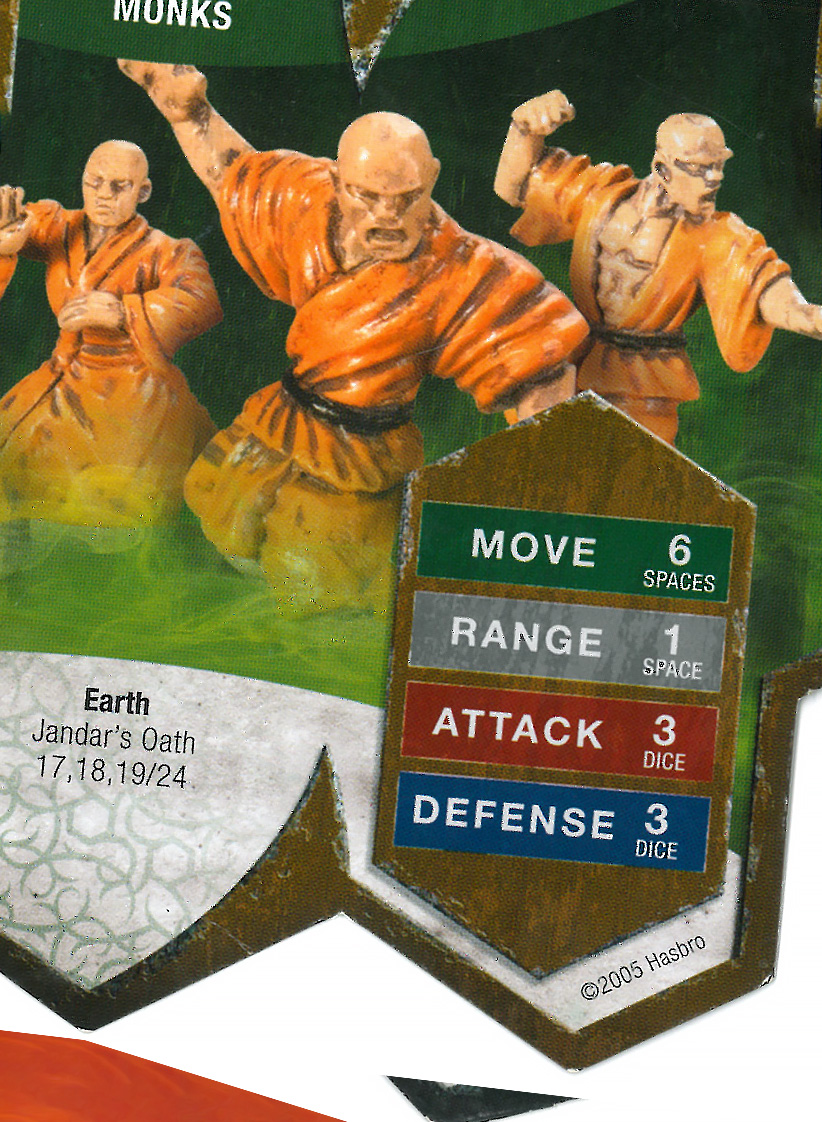 MONKS
MOVE 6
SPACES
RANGE 1
SPACE
ATTACK 3
DICE
DEFENSE 3
DICE
Earth
Jandar's Oath
17,18,19/24
©2005 Hasbro